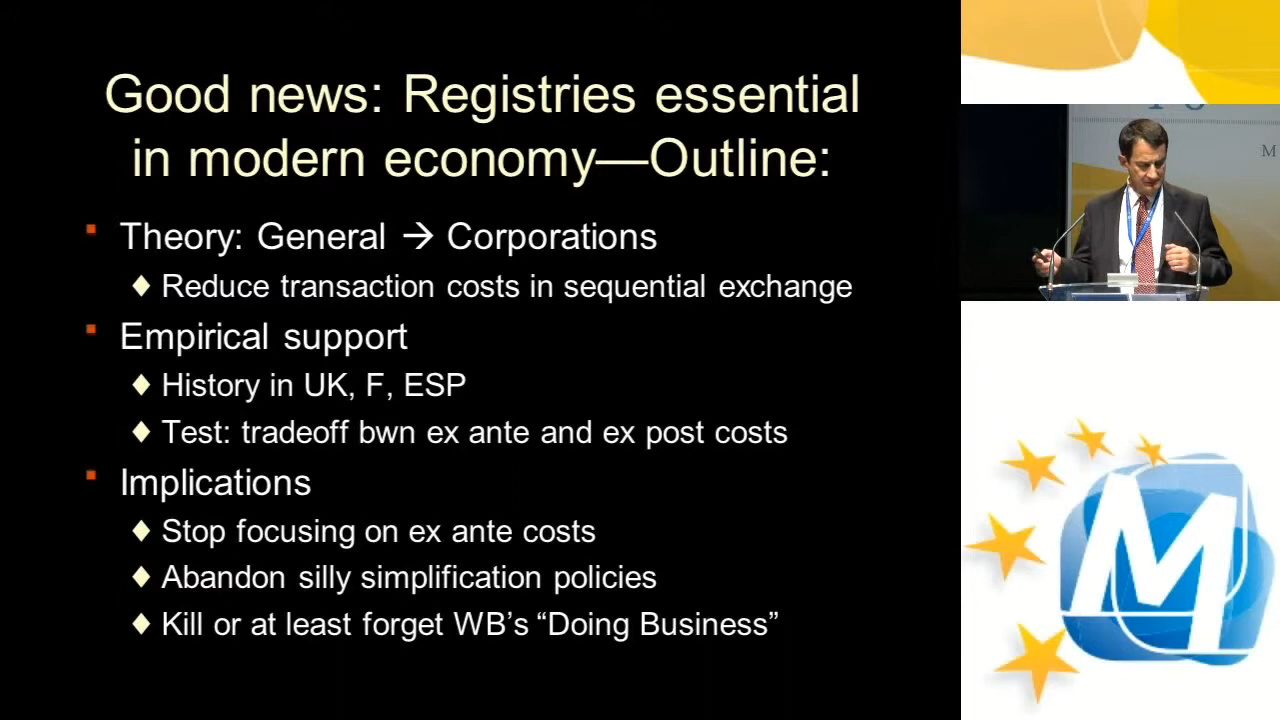 Good news: Registries essential
in modern economy—Outline:
Theory: General → Corporations
Reduce transaction costs in sequential exchange
Empirical support
History in UK, F, ESP
Test: tradeoff bwn ex ante and ex post costs
Implications
Stop focusing on ex ante costs
Abandon silly simplification policies
Kill or at least forget WB’s “Doing Business”
M
M